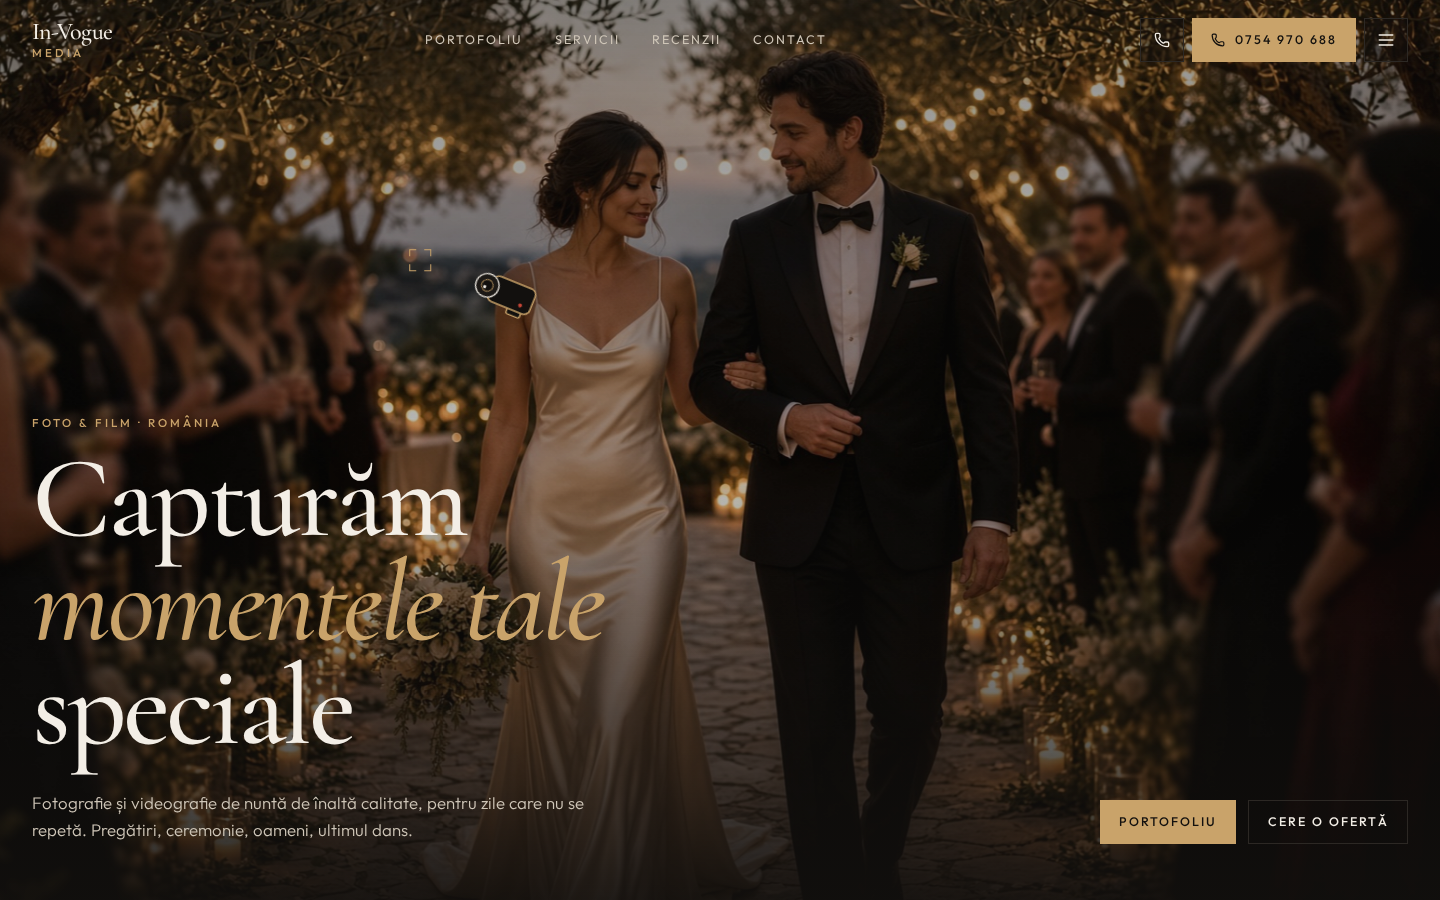 In-Vogue
MEDIA
PORTOFOLIU
SERVICII
RECENZII
CONTACT
0754 970 688
FOTO & FILM · ROMÂNIA
Capturăm
momentele tale
speciale
Fotografie și videografie de nuntă de înaltă calitate, pentru zile care nu se
repetă. Pregătiri, ceremonie, oameni, ultimul dans.
PORTOFOLIU
CERE O OFERTĂ